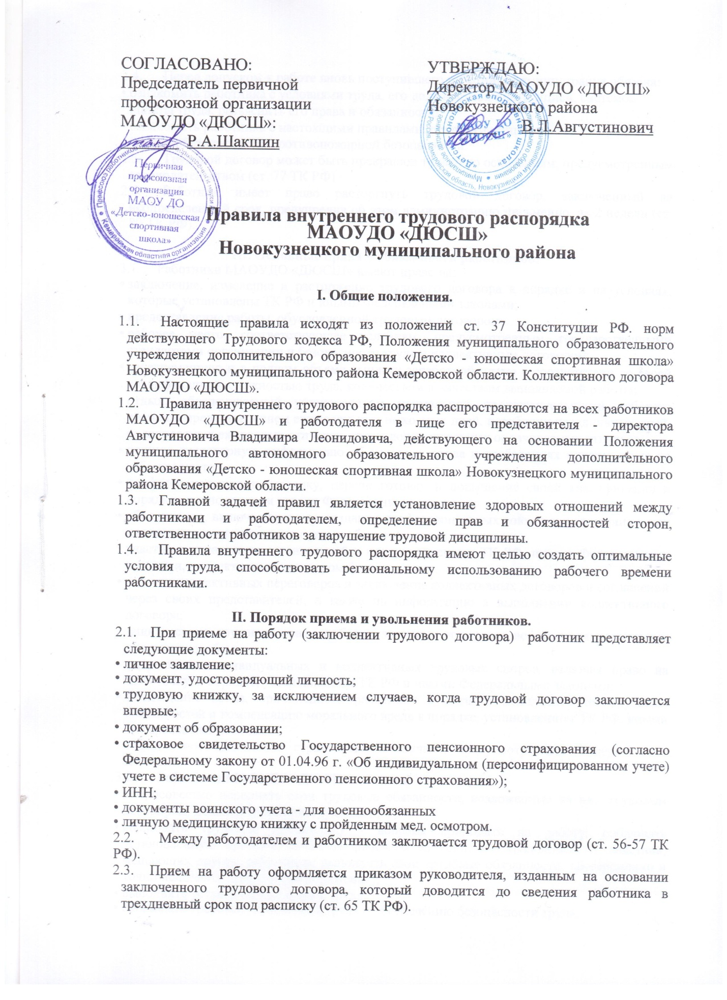 СОГЛАСОВАНО:
Председатель первичной
профсоюзной организации
МАОУДО «ДЮСШ»:
Р.А.Шакшин
УТВЕРЖДАЮ:
Директор МАОУДО «ДЮСШ»
Новокузнецкого района
В.Л.Августинович
Первичная
профсоюзная
организация
МАОУ ДО
«Детско-юношеская
спортивная
школа»
Кемеровская областная организация
МАОУ ДО
«ДЮСШ»
Правила внутреннего трудового распорядка
МАОУДО «ДЮСШ»
Новокузнецкого муниципального района
I. Общие положения.
1.1. Настоящие правила исходят из положений ст. 37 Конституции РФ. норм
действующего Трудового кодекса РФ, Положения муниципального образовательного
учреждения дополнительного образования «Детско - юношеская спортивная школа»
Новокузнецкого муниципального района Кемеровской области. Коллективного договора
МАОУДО «ДЮСШ».
1.2. Правила внутреннего трудового распорядка распространяются на всех работников
МАОУДО «ДЮСШ» и работодателя в лице его представителя - директора
Августиновича Владимира Леонидовича, действующего на основании Положения
муниципального автономного образовательного учреждения дополнительного
образования «Детско - юношеская спортивная школа» Новокузнецкого муниципального
района Кемеровской области.
1.3. Главной задачей правил является установление здоровых отношений между
работниками и работодателем, определение прав и обязанностей сторон,
ответственности работников за нарушение трудовой дисциплины.
1.4. Правила внутреннего трудового распорядка имеют целью создать оптимальные
условия труда, способствовать региональному использованию рабочего времени
работниками.
II. Порядок приема и увольнения работников.
2.1. При приеме на работу (заключении трудового договора) работник представляет
следующие документы:
• личное заявление;
• документ, удостоверяющий личность;
• трудовую книжку, за исключением случаев, когда трудовой договор заключается
впервые;
• документ об образовании;
• страховое свидетельство Государственного пенсионного страхования (согласно
Федеральному закону от 01.04.96 г. «Об индивидуальном (персонифицированном учете)
учете в системе Государственного пенсионного страхования»);
• ИНН;
• документы воинского учета - для военнообязанных
• личную медицинскую книжку с пройденным мед. осмотром.
2.2. Между работодателем и работником заключается трудовой договор (ст. 56-57 ТК
РФ).
2.3. Прием на работу оформляется приказом руководителя, изданным на основании
заключенного трудового договора, который доводится до сведения работника в
трехдневный срок под расписку (ст. 65 ТК РФ).